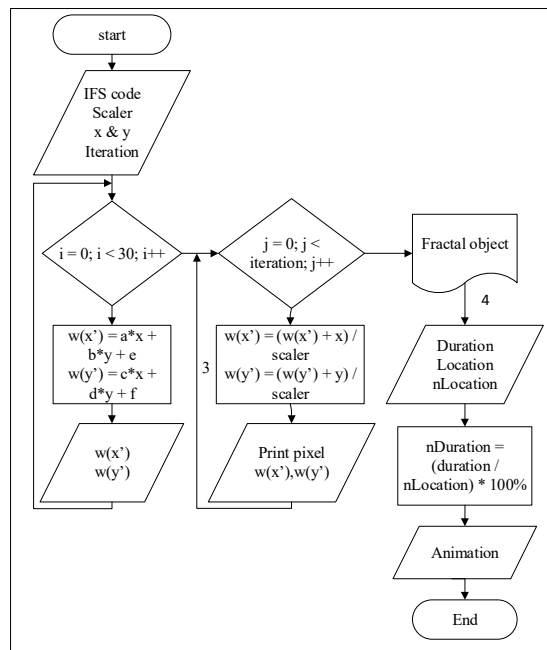 start
IFS code
Scaler
x & y
Iteration
i = 0; i < 30; i++
w(x’) = a*x +
b*y + e
w(y’) = c*x +
d*y + f
w(x’)
w(y’)
j = 0; j <
iteration; j++
3
w(x’) = (w(x’) + x) /
scaler
w(y’) = (w(y’) + y) /
scaler
Print pixel
w(x’),w(y’)
Fractal object
4
Duration
Location
nLocation
nDuration =
(duration /
nLocation) * 100%
Animation
End